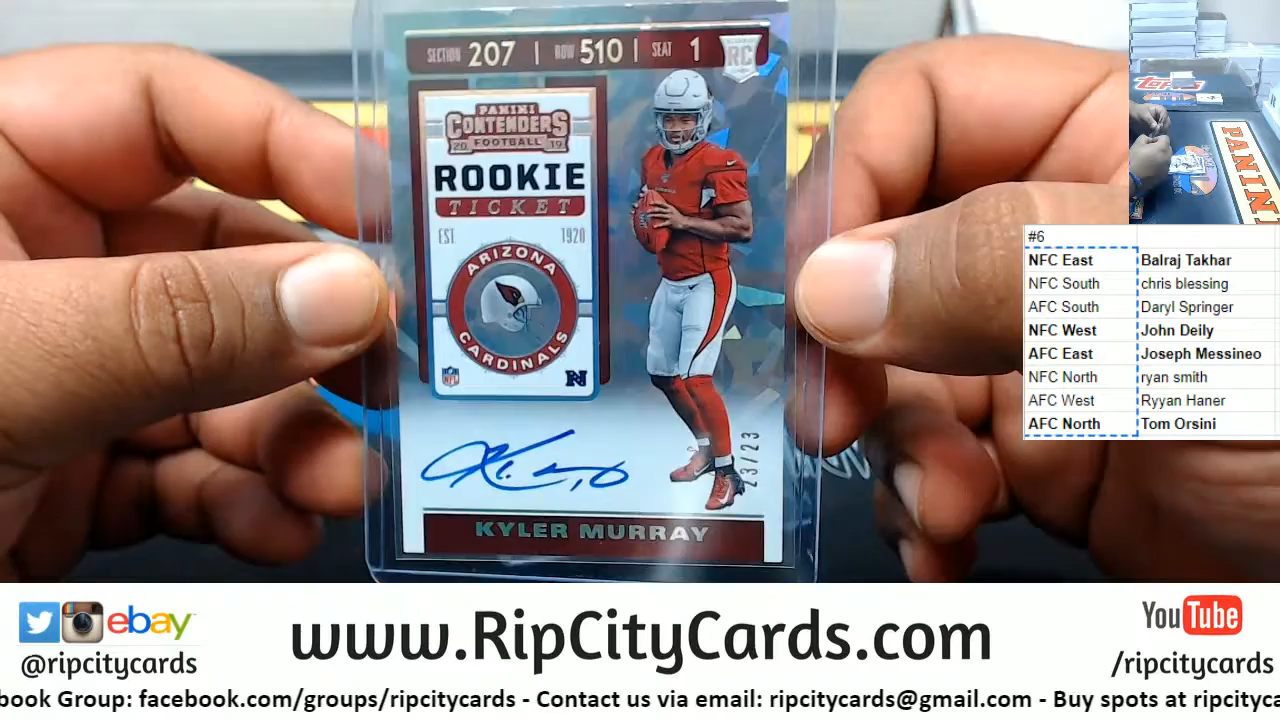 SECTION 207 | ROW 510 | SEAT 1 RC
PANINI
CONTENDERS
20 FOOTBALL 19
ROOKIE
TICKET
EST 1920
ARIZONA
CARDINALS
NFL N
23/23
KYLER MURRAY
Topps
PANINI
#6
NFC East Balraj Takhar
NFC South chris blessing
AFC South Daryl Springer
NFC West John Deily
AFC East Joseph Messineo
NFC North ryan smith
AFC West Ryyan Haner
AFC North Tom Orsini
ebay
@ripcitycards
www.RipCityCards.com
YouTube
/ripcitycards
book Group: facebook.com/groups/ripcitycards - Contact us via email: ripcitycards@gmail.com - Buy spots at ripcityca